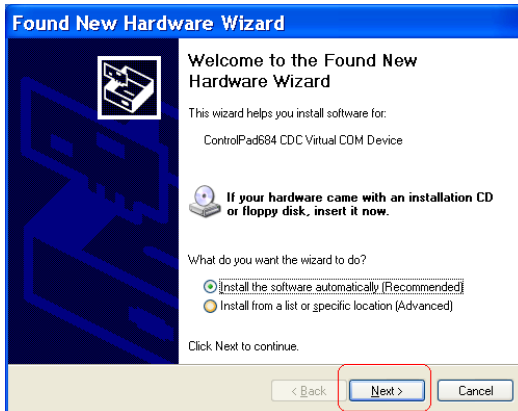 Found New Hardware Wizard
Welcome to the Found New
Hardware Wizard
This wizard helps you install software for:
ControlPad684 CDC Virtual COM Device
If your hardware came with an installation CD
or floppy disk, insert it now.
What do you want the wizard to do?
Install the software automatically (Recommended)
Install from a list or specific location (Advanced)
Click Next to continue.
< Back Next > Cancel